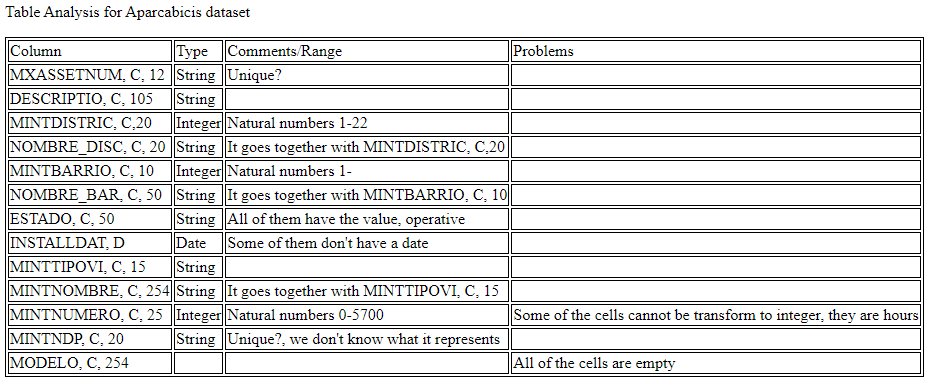 Table Analysis for Aparcabicis dataset
Column Type Comments/Range Problems
MXASSETNUM, C, 12 String Unique?
DESCRIPTIO, C, 105 String
MINTDISTRIC, C,20 Integer Natural numbers 1-22
NOMBRE_DISC, C, 20 String It goes together with MINTDISTRIC, C,20
MINTBARRIO, C, 10 Integer Natural numbers 1-
NOMBRE_BAR, C, 50 String It goes together with MINTBARRIO, C, 10
ESTADO, C, 50 String All of them have the value, operative
INSTALLDAT, D Date Some of them don't have a date
MINTTIPOVI, C, 15 String
MINTNOMBRE, C, 254 String It goes together with MINTTIPOVI, C, 15
MINTNUMERO, C, 25 Integer Natural numbers 0-5700 Some of the cells cannot be transform to integer, they are hours
MINTNDP, C, 20 String Unique?, we don't know what it represents
MODELO, C, 254 All of the cells are empty